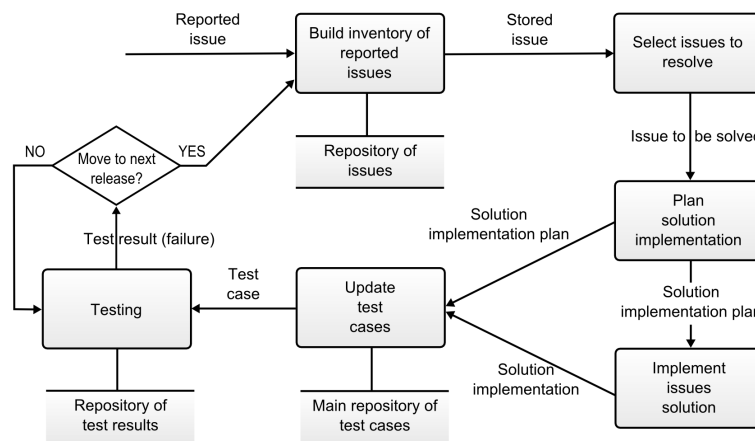 Reported
issue
Build inventory of
reported
issues
Stored
issue
Select issues to
resolve
NO
Move to next
release?
YES
Repository of
issues
Issue to be solved
Plan
solution
implementation
Solution
implementation plan
Test result (failure)
Testing
Test
case
Update
test
cases
Solution
implementation plan
Implement
issues
solution
Solution
implementation
Repository of
test results
Main repository of
test cases